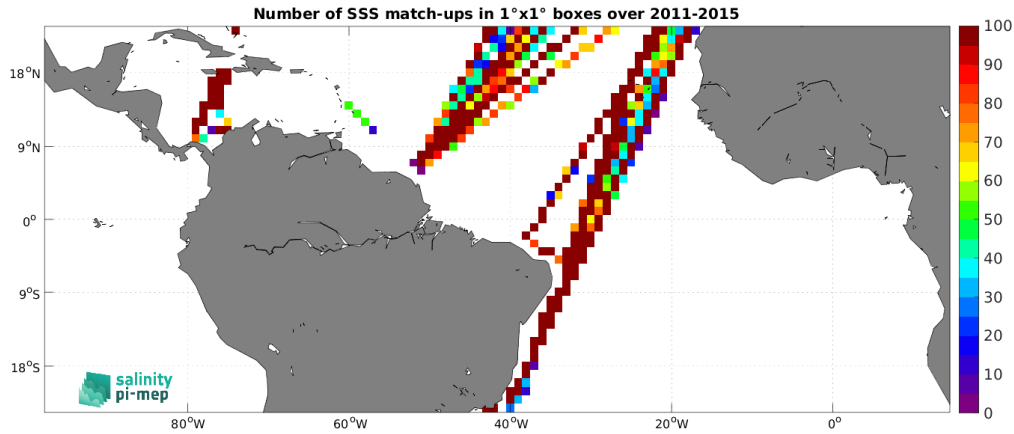 Number of SSS match-ups in 1°x1° boxes over 2011-2015
100
90
80
70
60
50
40
30
20
10
0
18°N
9°N
0°
9°S
18°S
80°W
60°W
40°W
20°W
0°
salinity
pi-mep